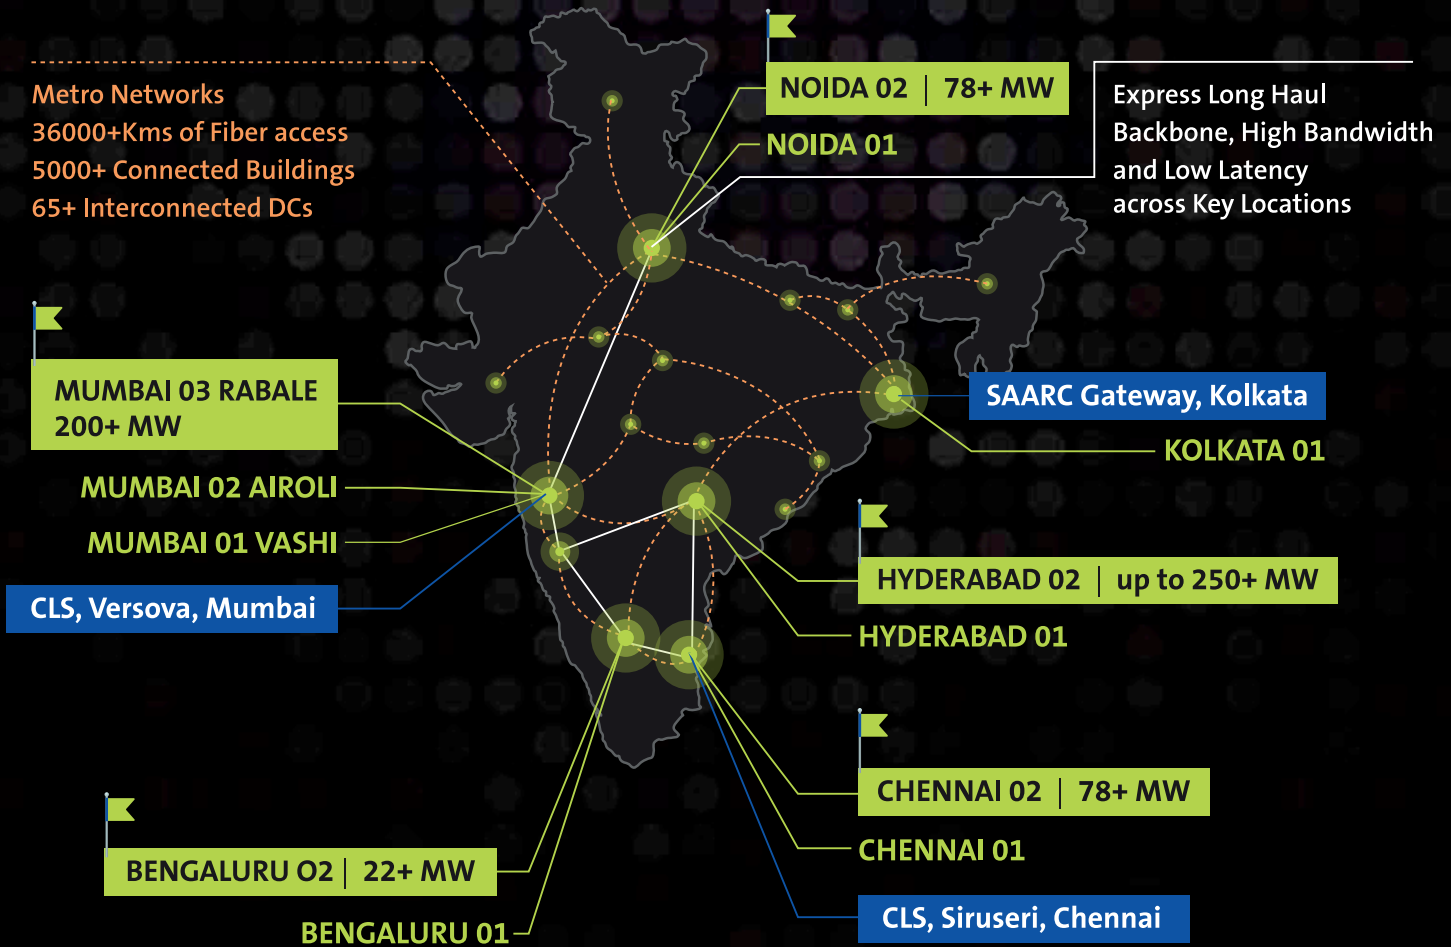 Metro Networks
36000+Kms of Fiber access
5000+ Connected Buildings
65+ Interconnected DCs
NOIDA 02 | 78+ MW
NOIDA 01
Express Long Haul
Backbone, High Bandwidth
and Low Latency
across Key Locations
MUMBAI 03 RABALE
200+ MW
MUMBAI 02 AIROLI
MUMBAI 01 VASHI
CLS, Versova, Mumbai
SAARC Gateway, Kolkata
KOLKATA 01
HYDERABAD 02 | up to 250+ MW
HYDERABAD 01
CHENNAI 02 | 78+ MW
CHENNAI 01
CLS, Siruseri, Chennai
BENGALURU O2 | 22+ MW
BENGALURU 01